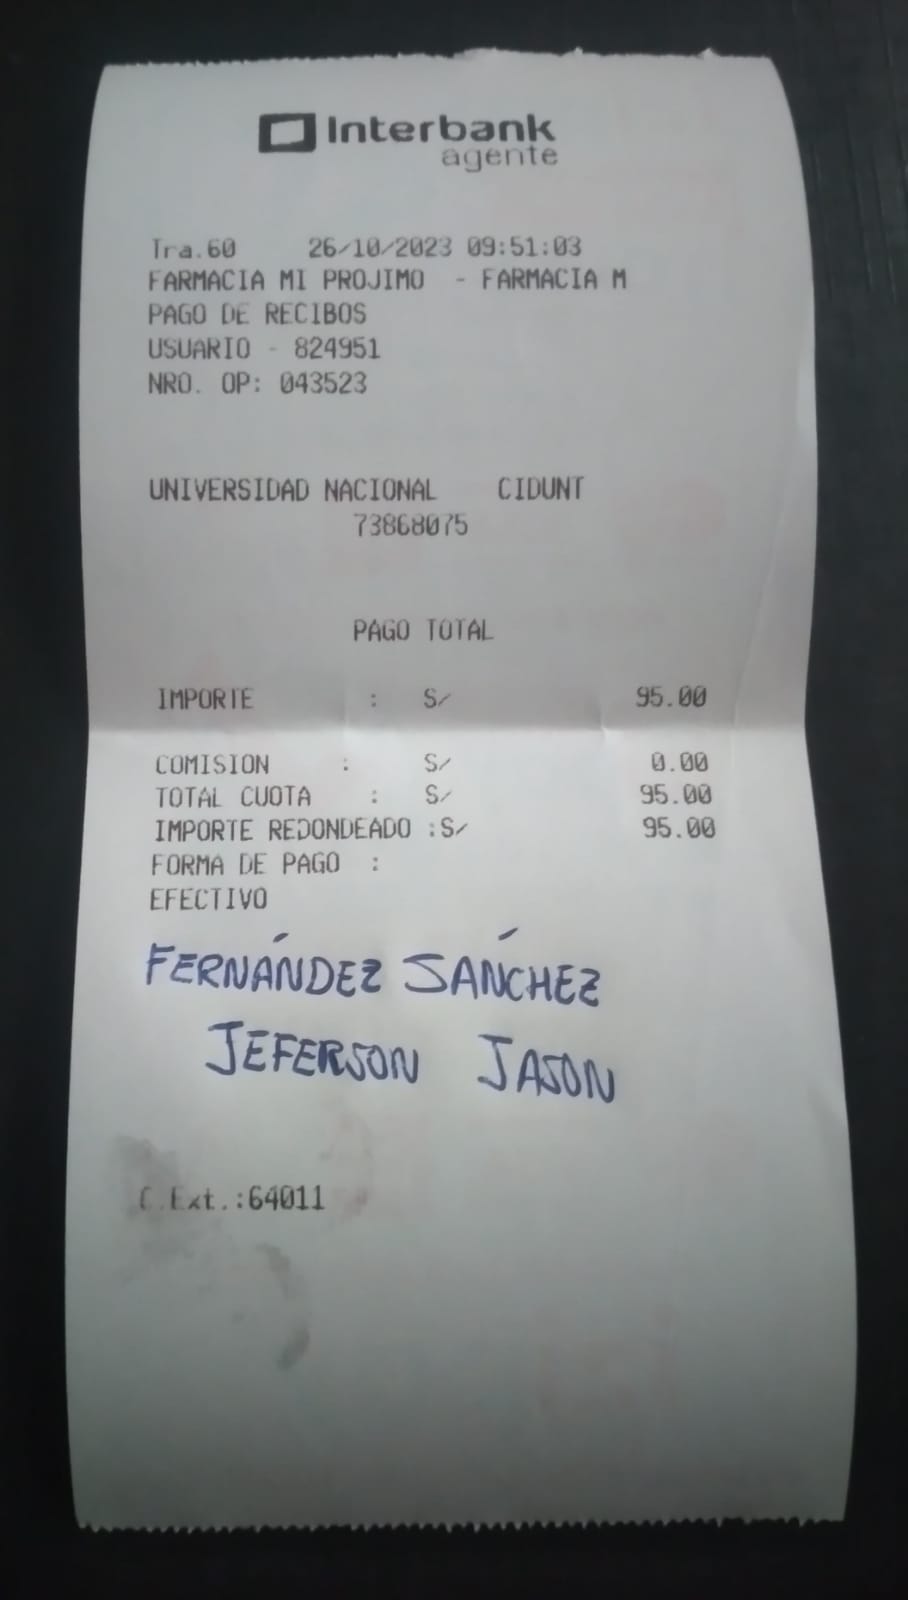 Interbank
agente
Tra.60 26/10/2023 09:51:03
FARMACIA MI PROJIMO - FARMACIA M
PAGO DE RECIBOS
USUARIO - 824951
NRO. OP: 043523
UNIVERSIDAD NACIONAL CIDUNT
73868075
PAGO TOTAL
IMPORTE : S/ 95.00
COMISION : S/ 0.00
TOTAL CUOTA : S/ 95.00
IMPORTE REDONDEADO :S/ 95.00
FORMA DE PAGO :
EFECTIVO
FERNÁNDEZ SÁNCHEZ
JEFERSON JASON
C.Ext.:64011